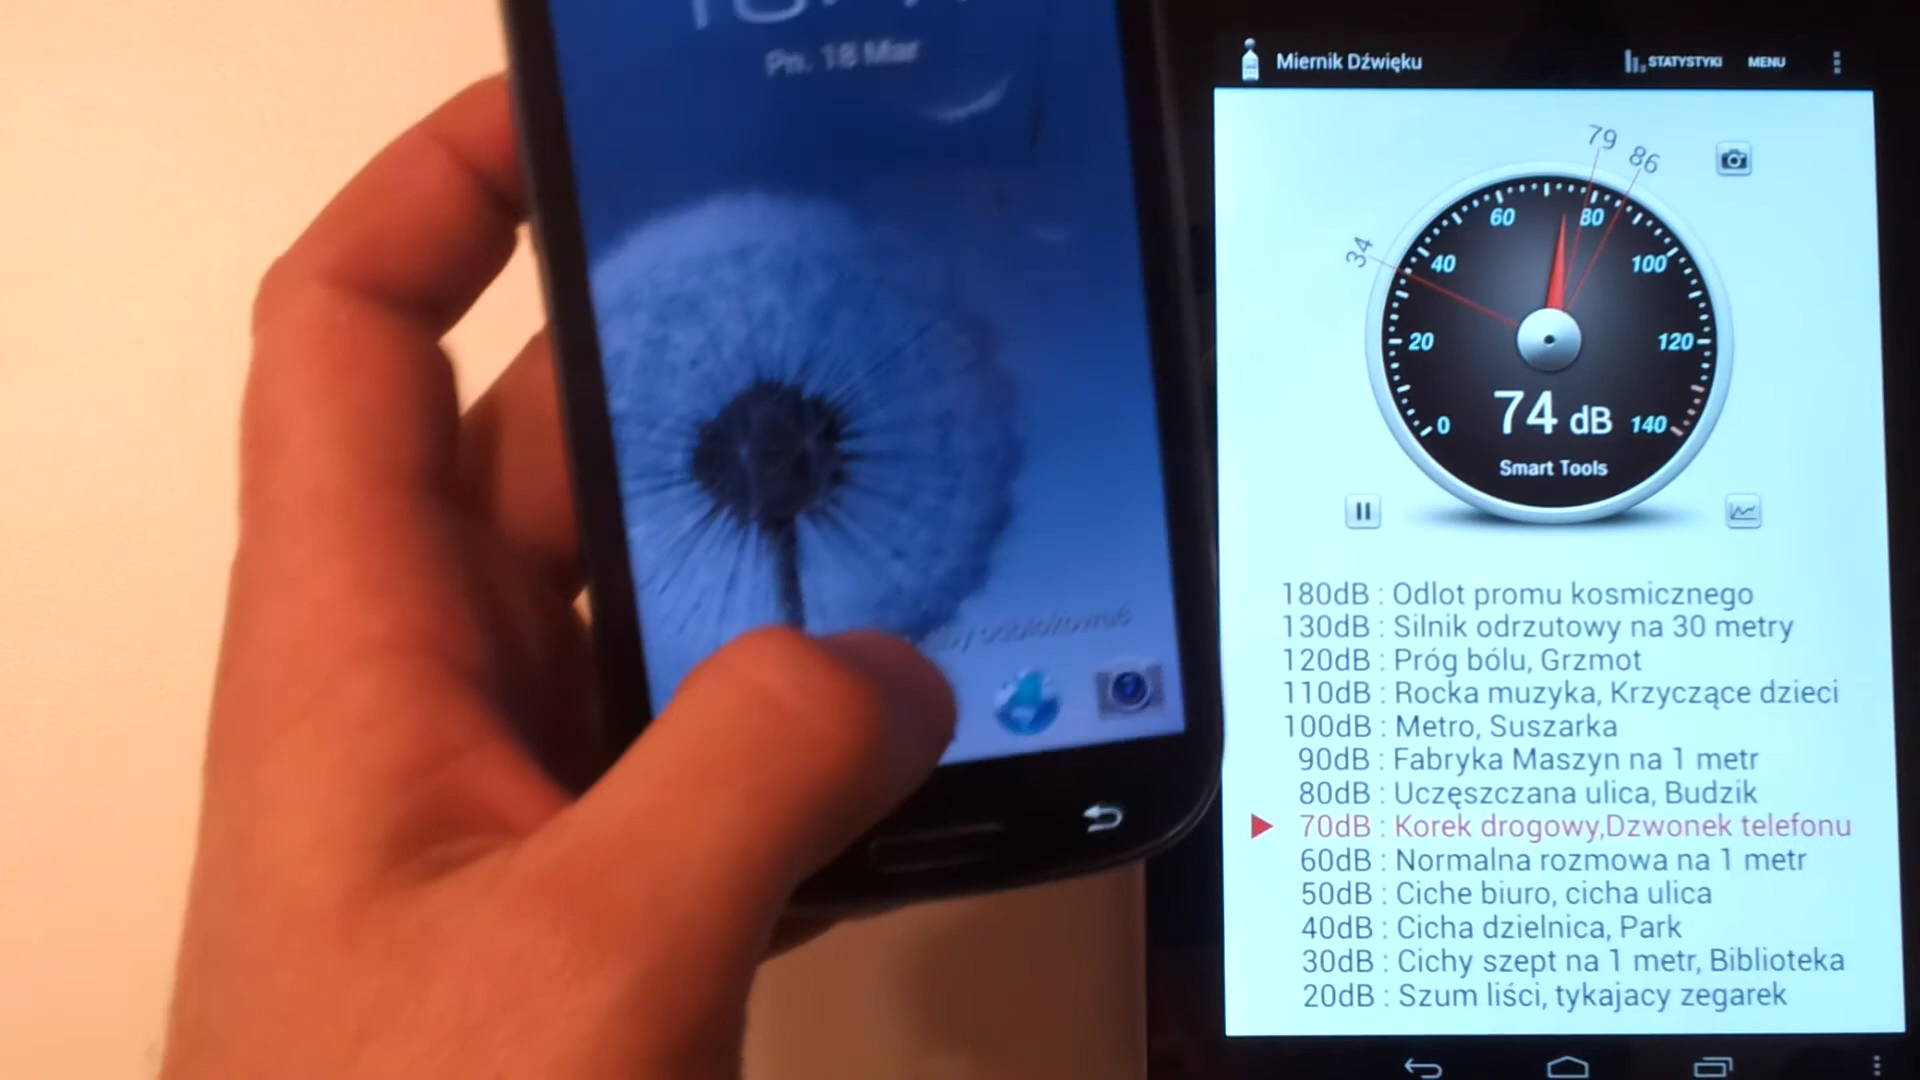 Pn. 18 Mar
by odblokować
Miernik Dźwięku
STATYSTYKI
MENU
79
86
34
0
20
40
60
80
100
120
140
74 dB
Smart Tools
180dB : Odlot promu kosmicznego
130dB : Silnik odrzutowy na 30 metry
120dB : Próg bólu, Grzmot
110dB : Rocka muzyka, Krzyczące dzieci
100dB : Metro, Suszarka
90dB : Fabryka Maszyn na 1 metr
80dB : Uczęszczana ulica, Budzik
70dB : Korek drogowy,Dzwonek telefonu
60dB : Normalna rozmowa na 1 metr
50dB : Ciche biuro, cicha ulica
40dB : Cicha dzielnica, Park
30dB : Cichy szept na 1 metr, Biblioteka
20dB : Szum liści, tykajacy zegarek